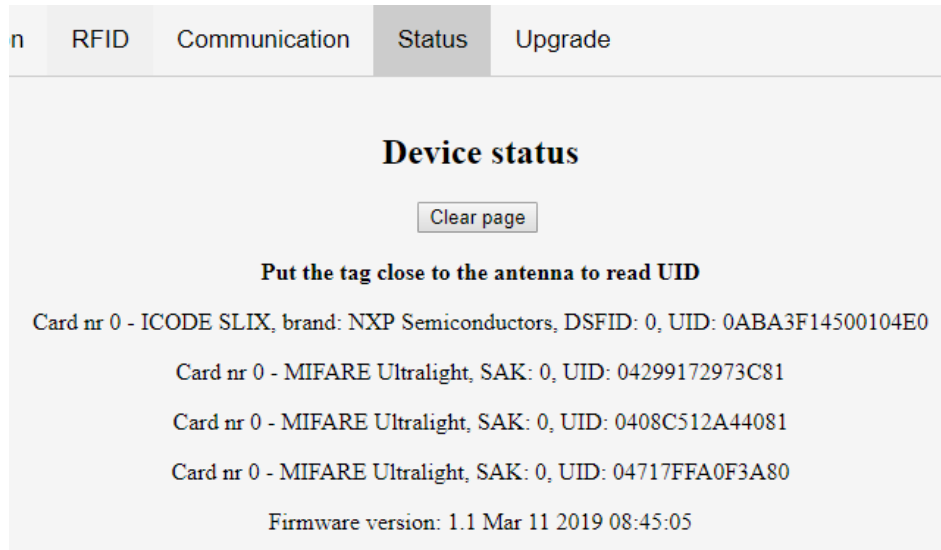 n RFID Communication Status Upgrade
Device status
Clear page
Put the tag close to the antenna to read UID
Card nr 0 - ICODE SLIX, brand: NXP Semiconductors, DSFID: 0, UID: 0ABA3F14500104E0
Card nr 0 - MIFARE Ultralight, SAK: 0, UID: 04299172973C81
Card nr 0 - MIFARE Ultralight, SAK: 0, UID: 0408C512A44081
Card nr 0 - MIFARE Ultralight, SAK: 0, UID: 04717FFA0F3A80
Firmware version: 1.1 Mar 11 2019 08:45:05